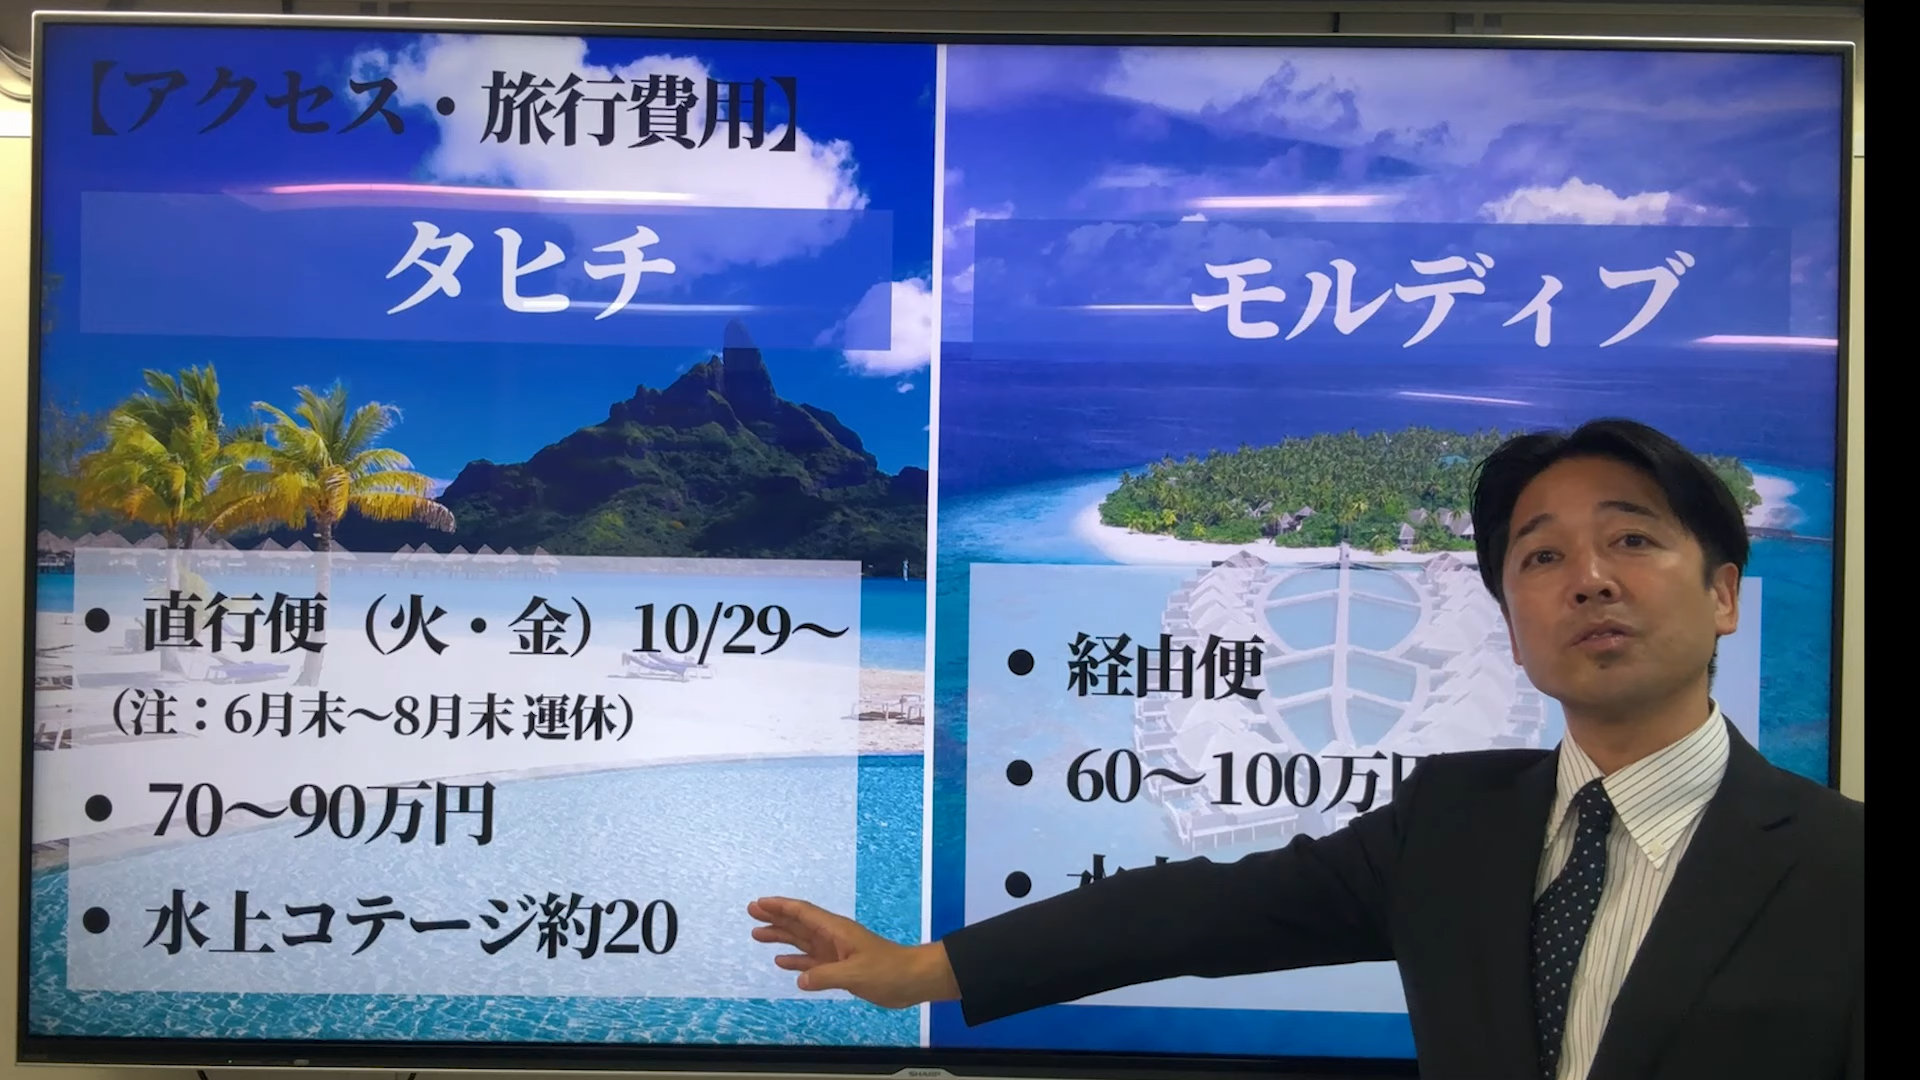 【アクセス・旅行費用】
タヒチ
• 直行便（火・金）10/29～
（注：6月末～8月末 運休）
• 70～90万円
• 水上コテージ約20
モルディブ
• 経由便
• 60～100万円
SHARP